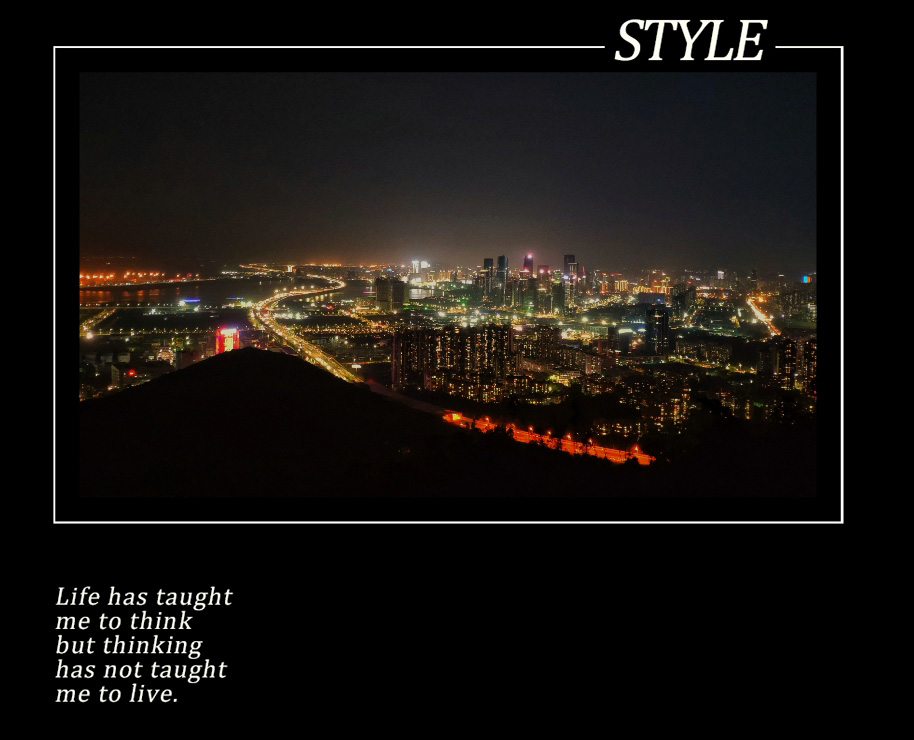 STYLE
Life has taught
me to think
but thinking
has not taught
me to live.